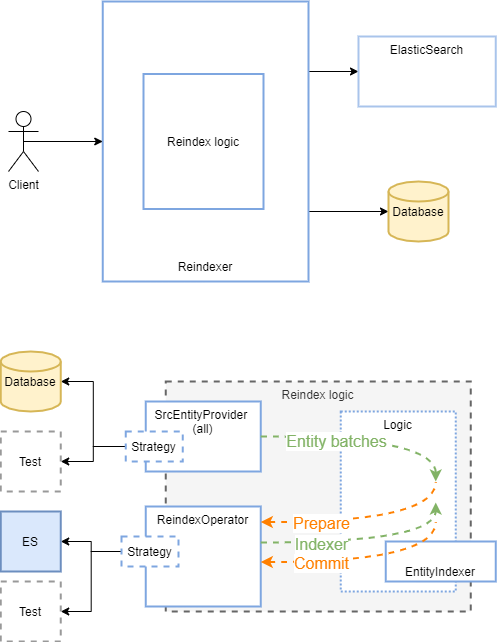 ElasticSearch
Reindex logic
Client
Database
Reindexer
Database
Reindex logic
SrcEntityProvider
(all)
Logic
Strategy
Entity batches
Test
ReindexOperator
Prepare
ES
Strategy
Indexer
Commit
EntityIndexer
Test